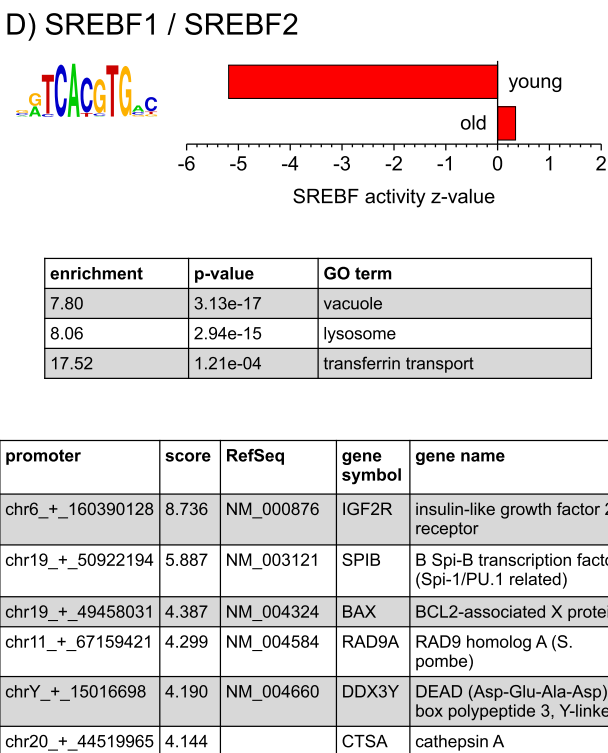 D) SREBF1 / SREBF2
TCACGTG
young
old
-6 -5 -4 -3 -2 -1 0 1 2
SREBF activity z-value
enrichment p-value GO term
7.80 3.13e-17 vacuole
8.06 2.94e-15 lysosome
17.52 1.21e-04 transferrin transport
promoter score RefSeq gene symbol gene name
chr6_+_160390128 8.736 NM_000876 IGF2R insulin-like growth factor 2
receptor
chr19_+_50922194 5.887 NM_003121 SPIB B Spi-B transcription facto
(Spi-1/PU.1 related)
chr19_+_49458031 4.387 NM_004324 BAX BCL2-associated X protei
chr11_+_67159421 4.299 NM_004584 RAD9A RAD9 homolog A (S.
pombe)
chrY_+_15016698 4.190 NM_004660 DDX3Y DEAD (Asp-Glu-Ala-Asp)
box polypeptide 3, Y-linke
chr20_+_44519965 4.144 CTSA cathepsin A